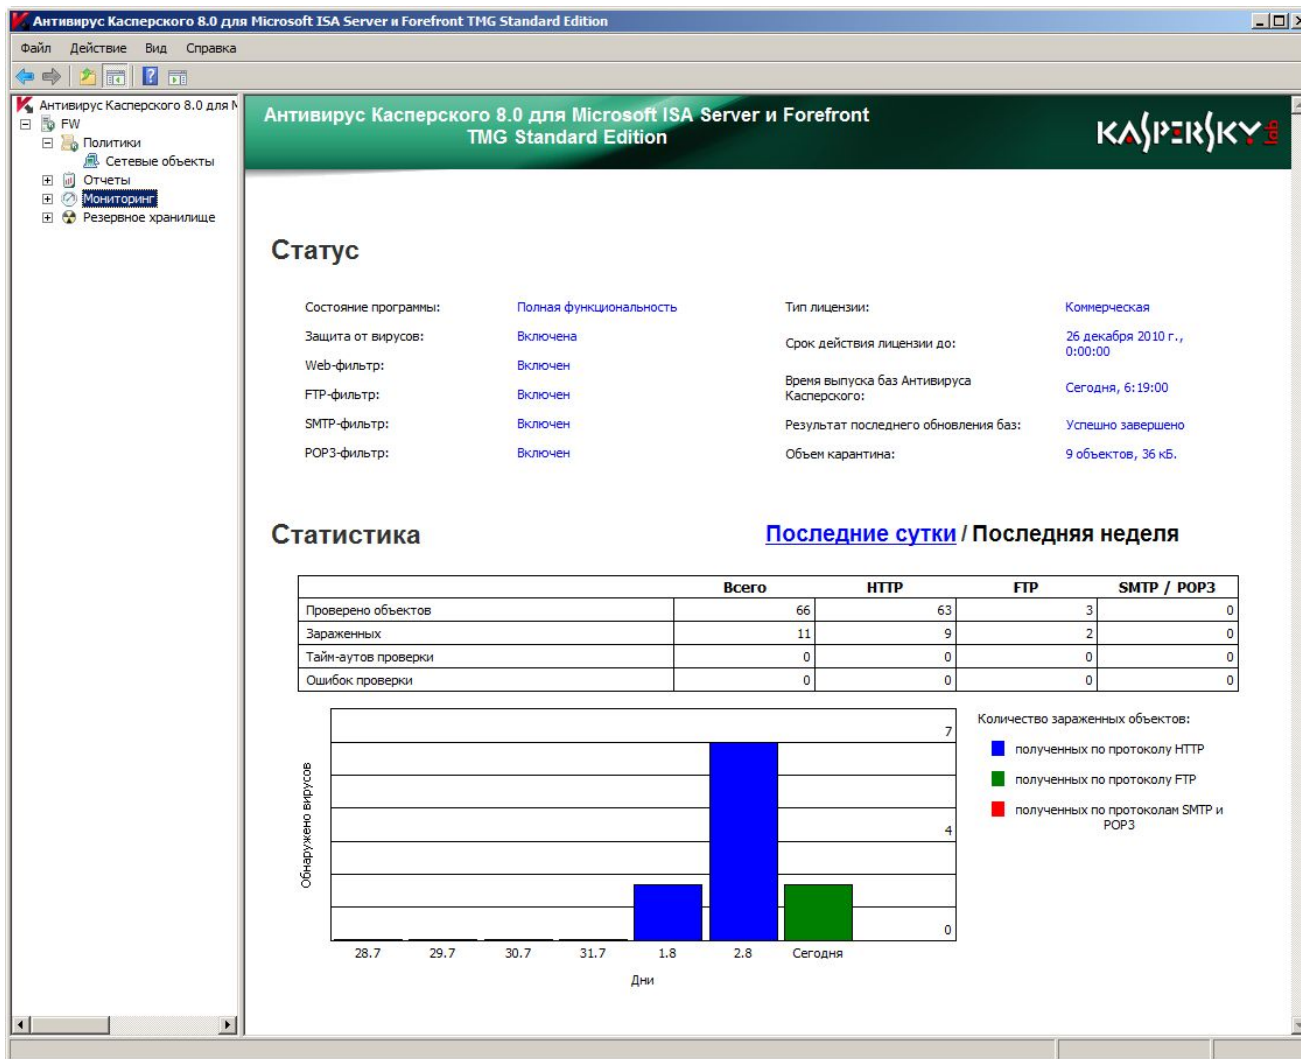 Антивирус Касперского 8.0 для Microsoft ISA Server и Forefront TMG Standard Edition
Файл Действие Вид Справка
Антивирус Касперского 8.0 для М
FW
Политики
Сетевые объекты
Отчеты
Мониторинг
Резервное хранилище
Антивирус Касперского 8.0 для Microsoft ISA Server и Forefront
TMG Standard Edition
KASPERSKY lab
Статус
Состояние программы: Полная функциональность
Защита от вирусов: Включена
Web-фильтр: Включен
FTP-фильтр: Включен
SMTP-фильтр: Включен
POP3-фильтр: Включен
Тип лицензии: Коммерческая
Срок действия лицензии до: 26 декабря 2010 г.,
0:00:00
Время выпуска баз Антивируса
Касперского: Сегодня, 6:19:00
Результат последнего обновления баз: Успешно завершено
Объем карантина: 9 объектов, 36 кБ.
Статистика
Последние сутки / Последняя неделя
Всего HTTP FTP SMTP / POP3
Проверено объектов 66 63 3 0
Зараженных 11 9 2 0
Тайм-аутов проверки 0 0 0 0
Ошибок проверки 0 0 0 0
Обнаружено вирусов
7
4
0
28.7 29.7 30.7 31.7 1.8 2.8 Сегодня
Дни
Количество зараженных объектов:
полученных по протоколу HTTP
полученных по протоколу FTP
полученных по протоколам SMTP и
POP3